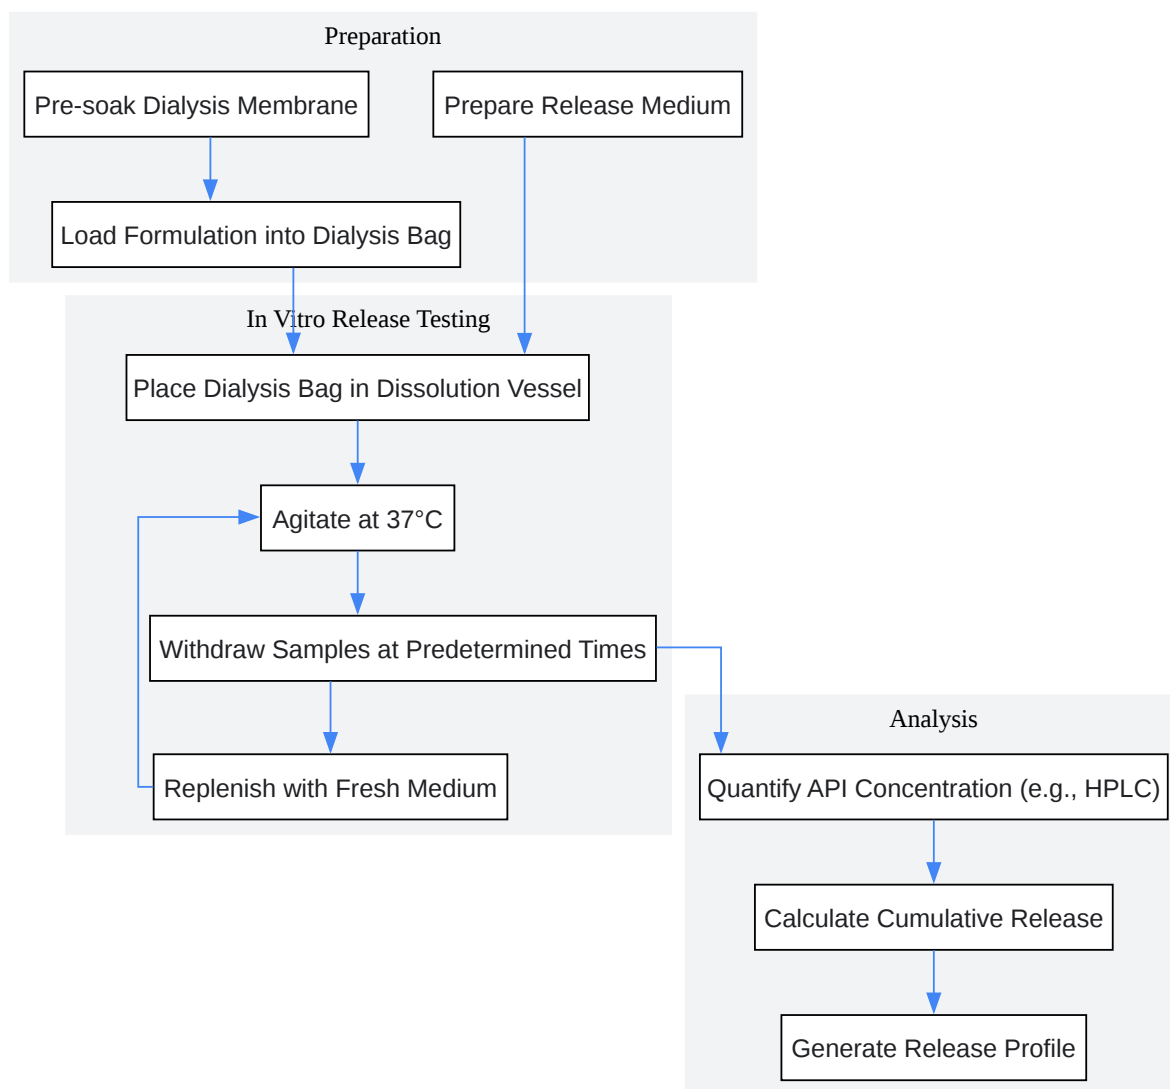 Preparation
Pre-soak Dialysis Membrane
Prepare Release Medium
Load Formulation into Dialysis Bag
In Vitro Release Testing
Place Dialysis Bag in Dissolution Vessel
Agitate at 37°C
Withdraw Samples at Predetermined Times
Replenish with Fresh Medium
Analysis
Quantify API Concentration (e.g., HPLC)
Calculate Cumulative Release
Generate Release Profile